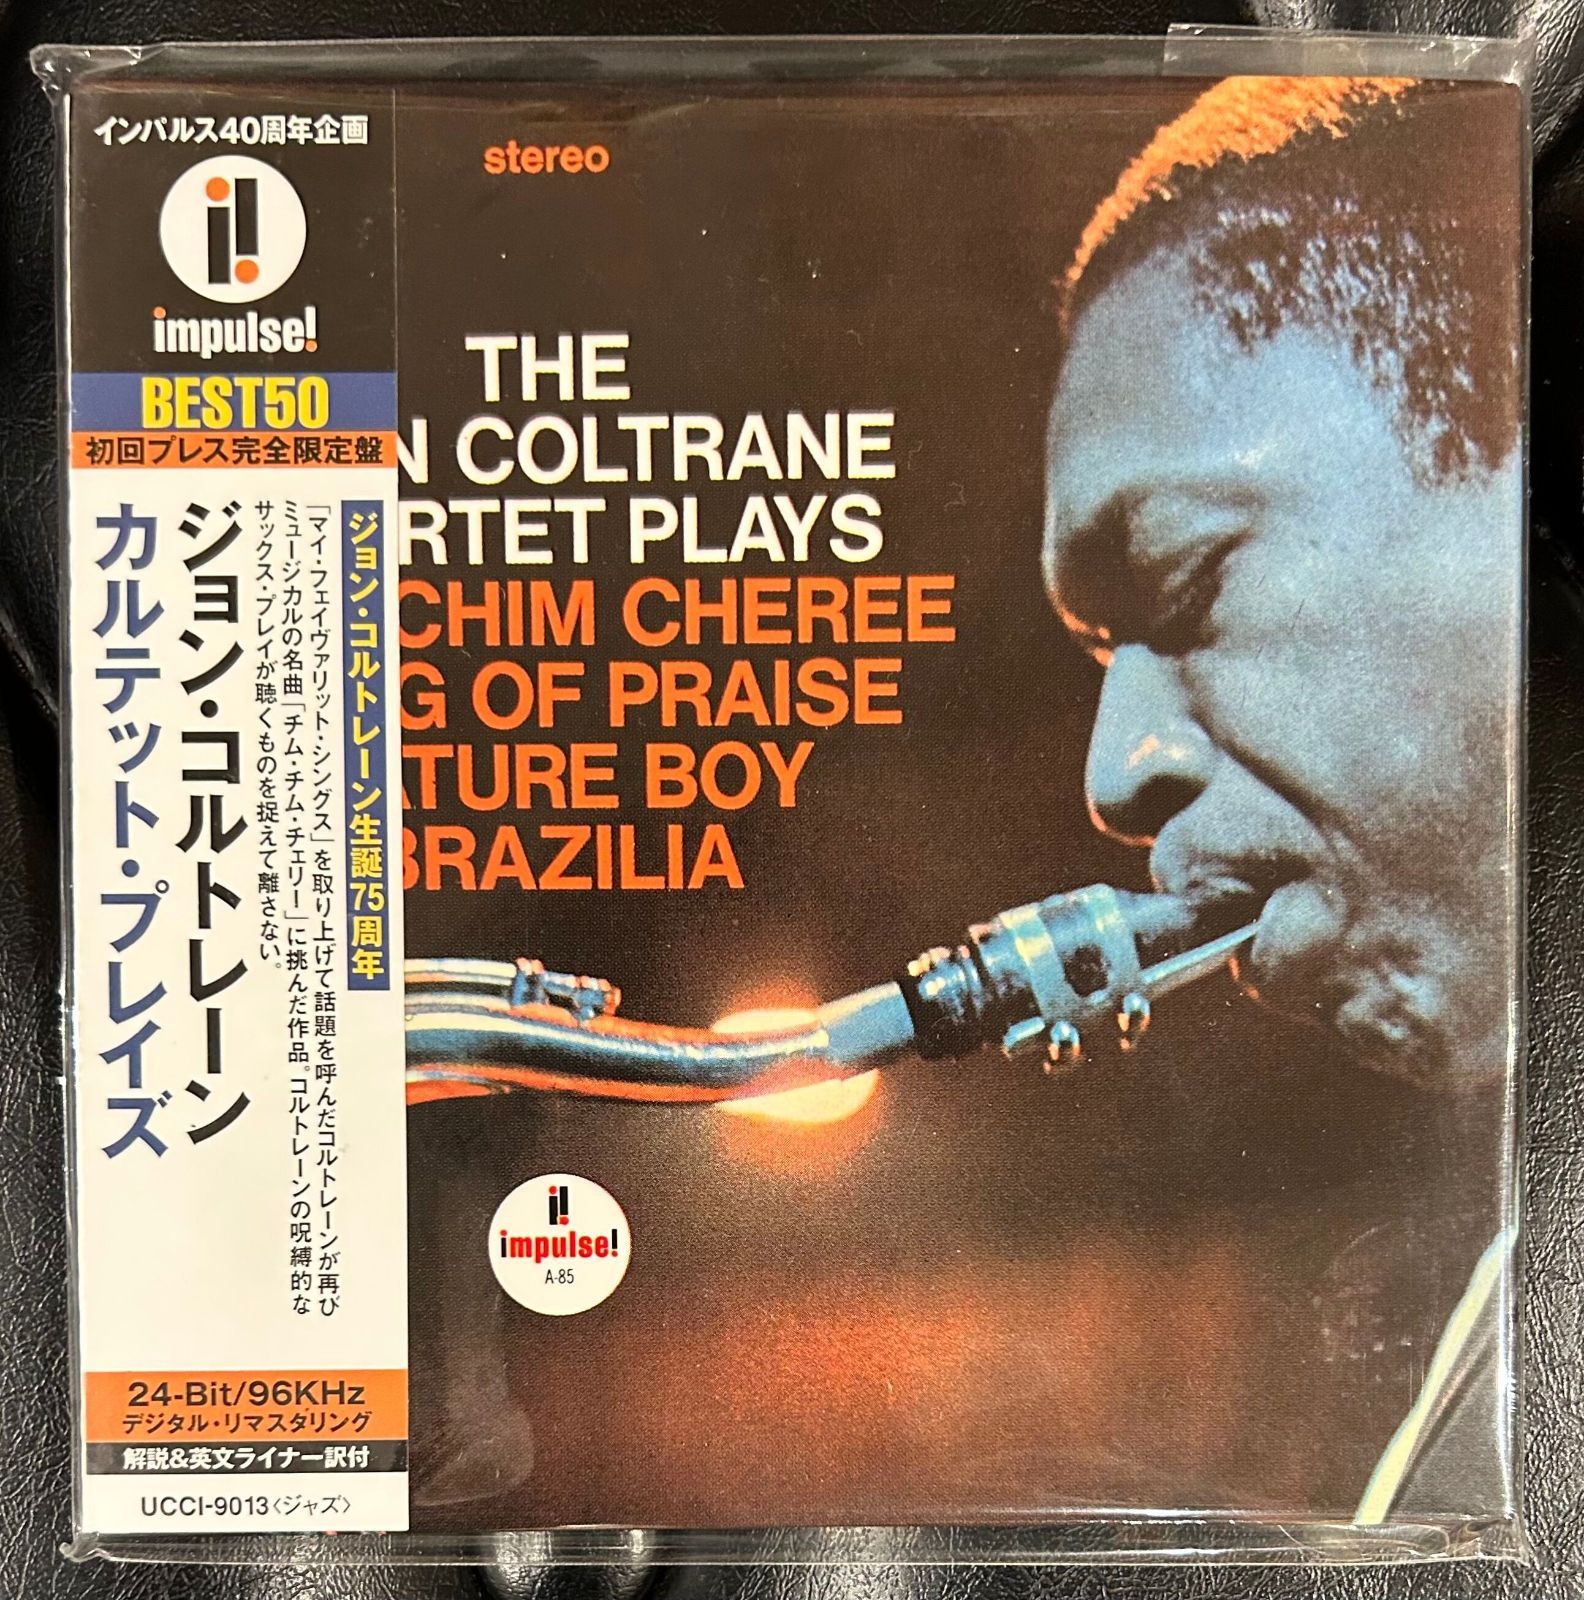 インパルス40周年企画
impulse!
BEST50
初回プレス完全限定盤
ジョン・コルトレーン生誕75周年
「マイ・フェイヴァリット・シングス」を取り上げて話題を呼んだコルトレーンが再び
ミュージカルの名曲「チム・チム・チェリー」に挑んだ作品。コルトレーンの呪縛的な
サックス・プレイが聴くものを捉えて離さない。
ジョン・コルトレーン
カルテット・プレイズ
24-Bit/96KHz
デジタル・リマスタリング
解説&英文ライナー訳付
UCCI-9013〈ジャズ〉
stereo
THE
N COLTRANE
RTET PLAYS
CHIM CHEREE
G OF PRAISE
ATURE BOY
BRAZILIA
impulse!
A-85